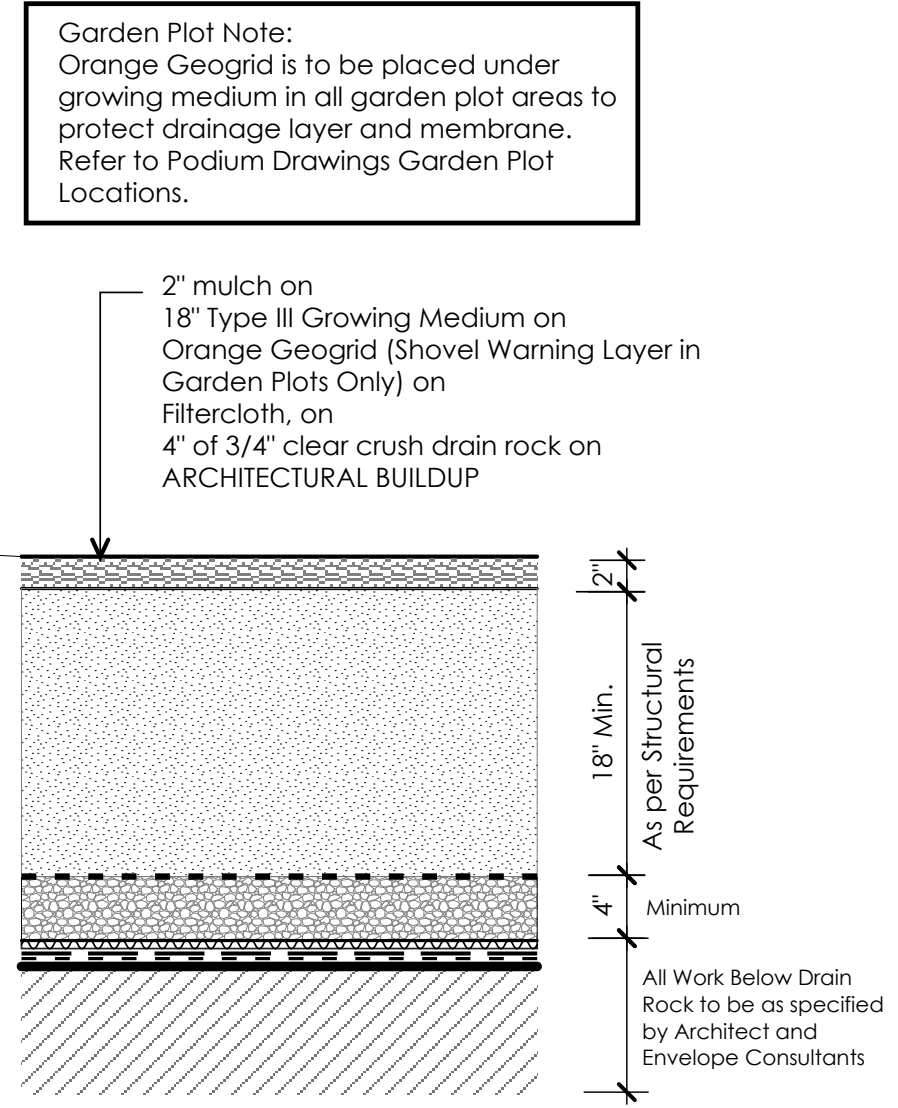 Garden Plot Note:
Orange Geogrid is to be placed under
growing medium in all garden plot areas to
protect drainage layer and membrane.
Refer to Podium Drawings Garden Plot
Locations.
2" mulch on
18" Type III Growing Medium on
Orange Geogrid (Shovel Warning Layer in
Garden Plots Only) on
Filtercloth, on
4" of 3/4" clear crush drain rock on
ARCHITECTURAL BUILDUP
2"
18" Min.
As per Structural
Requirements
4"
Minimum
All Work Below Drain
Rock to be as specified
by Architect and
Envelope Consultants